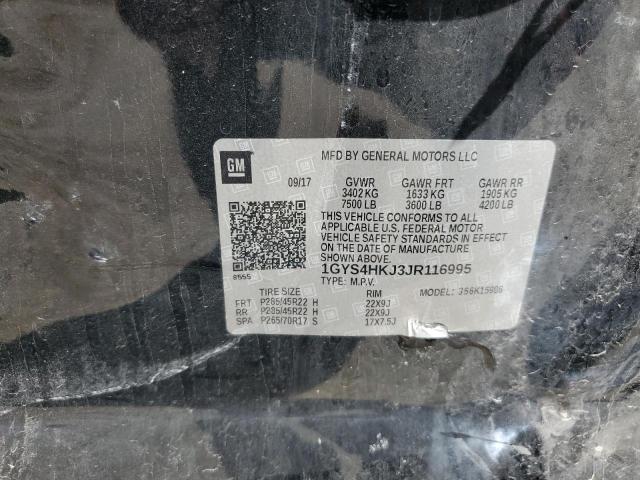 GM
MFD BY GENERAL MOTORS LLC
09/17 GVWR GAWR FRT GAWR RR
3402 KG 1633 KG 1905 KG
7500 LB 3600 LB 4200 LB
THIS VEHICLE CONFORMS TO ALL
APPLICABLE U.S. FEDERAL MOTOR
VEHICLE SAFETY STANDARDS IN EFFECT
ON THE DATE OF MANUFACTURE
SHOWN ABOVE.
8555 1GYS4HKJ3JR116995
TYPE: M.P.V.
TIRE SIZE RIM MODEL: 356K15906
FRT P285/45R22 H 22X9J
RR P285/45R22 H 22X9J
SPA P265/70R17 S 17X7.5J